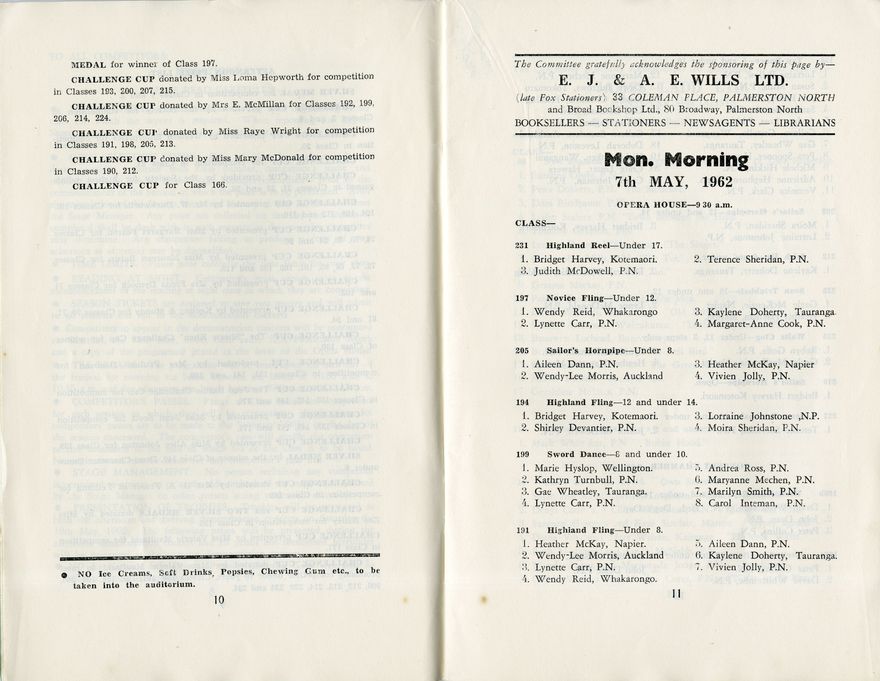 MEDAL for winner of Class 197.
CHALLENGE CUP donated by Miss Loma Hepworth for competition
in Classes 193, 200, 207, 215.
CHALLENGE CUP donated by Mrs E. McMillan for Classes 192, 199,
206, 214, 224.
CHALLENGE CUP donated by Miss Raye Wright for competition
in Classes 191, 198, 205, 213.
CHALLENGE CUP donated by Miss Mary McDonald for competition
in Classes 190, 212.
CHALLENGE CUP for Class 166.
● NO Ice Creams, Soft Drinks, Popsies, Chewing Gum etc., to be
taken into the auditorium.
10
The Committee gratefully acknowledges the sponsoring of this page by—
E. J. & A. E. WILLS LTD.
(late Fox Stationers) 33 COLEMAN PLACE, PALMERSTON NORTH
and Broad Bookshop Ltd., 80 Broadway, Palmerston North
BOOKSELLERS — STATIONERS — NEWSAGENTS — LIBRARIANS
Mon. Morning
7th MAY, 1962
OPERA HOUSE—9 30 a.m.
CLASS—
231 Highland Reel—Under 17.
1. Bridget Harvey, Kotemaori. 2. Terence Sheridan, P.N.
3. Judith McDowell, P.N.
197 Novice Fling—Under 12.
1. Wendy Reid, Whakarongo 3. Kaylene Doherty, Tauranga.
2. Lynette Carr, P.N. 4. Margaret-Anne Cook, P.N.
205 Sailor's Hornpipe—Under 8.
1. Aileen Dann, P.N. 3. Heather McKay, Napier
2. Wendy-Lee Morris, Auckland 4. Vivien Jolly, P.N.
194 Highland Fling—12 and under 14.
1. Bridget Harvey, Kotemaori. 3. Lorraine Johnstone ,N.P.
2. Shirley Devantier, P.N. 4. Moira Sheridan, P.N.
199 Sword Dance—8 and under 10.
1. Marie Hyslop, Wellington. 5. Andrea Ross, P.N.
2. Kathryn Turnbull, P.N. 6. Maryanne Mechen, P.N.
3. Gae Wheatley, Tauranga. 7. Marilyn Smith, P.N.
4. Lynette Carr, P.N. 8. Carol Inteman, P.N.
191 Highland Fling—Under 8.
1. Heather McKay, Napier. 5. Aileen Dann, P.N.
2. Wendy-Lee Morris, Auckland 6. Kaylene Doherty, Tauranga.
3. Lynette Carr, P.N. 7. Vivien Jolly, P.N.
4. Wendy Reid, Whakarongo.
11